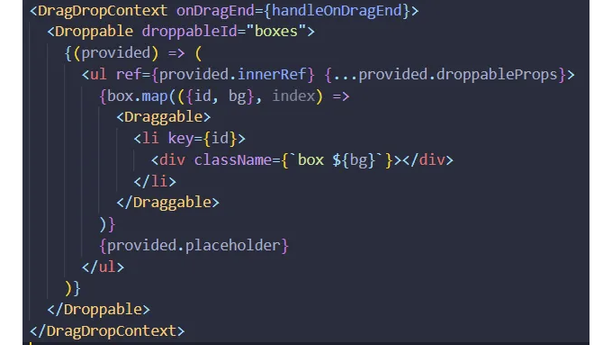 <DragDropContext onDragEnd={handleOnDragEnd}>
  <Droppable droppableId="boxes">
    {(provided) => (
      <ul ref={provided.innerRef} {...provided.droppableProps}>
        {box.map(({id, bg}, index) =>
          <Draggable>
            <li key={id}>
              <div className={`box ${bg}`}></div>
            </li>
          </Draggable>
        )}
        {provided.placeholder}
      </ul>
    )}
  </Droppable>
</DragDropContext>